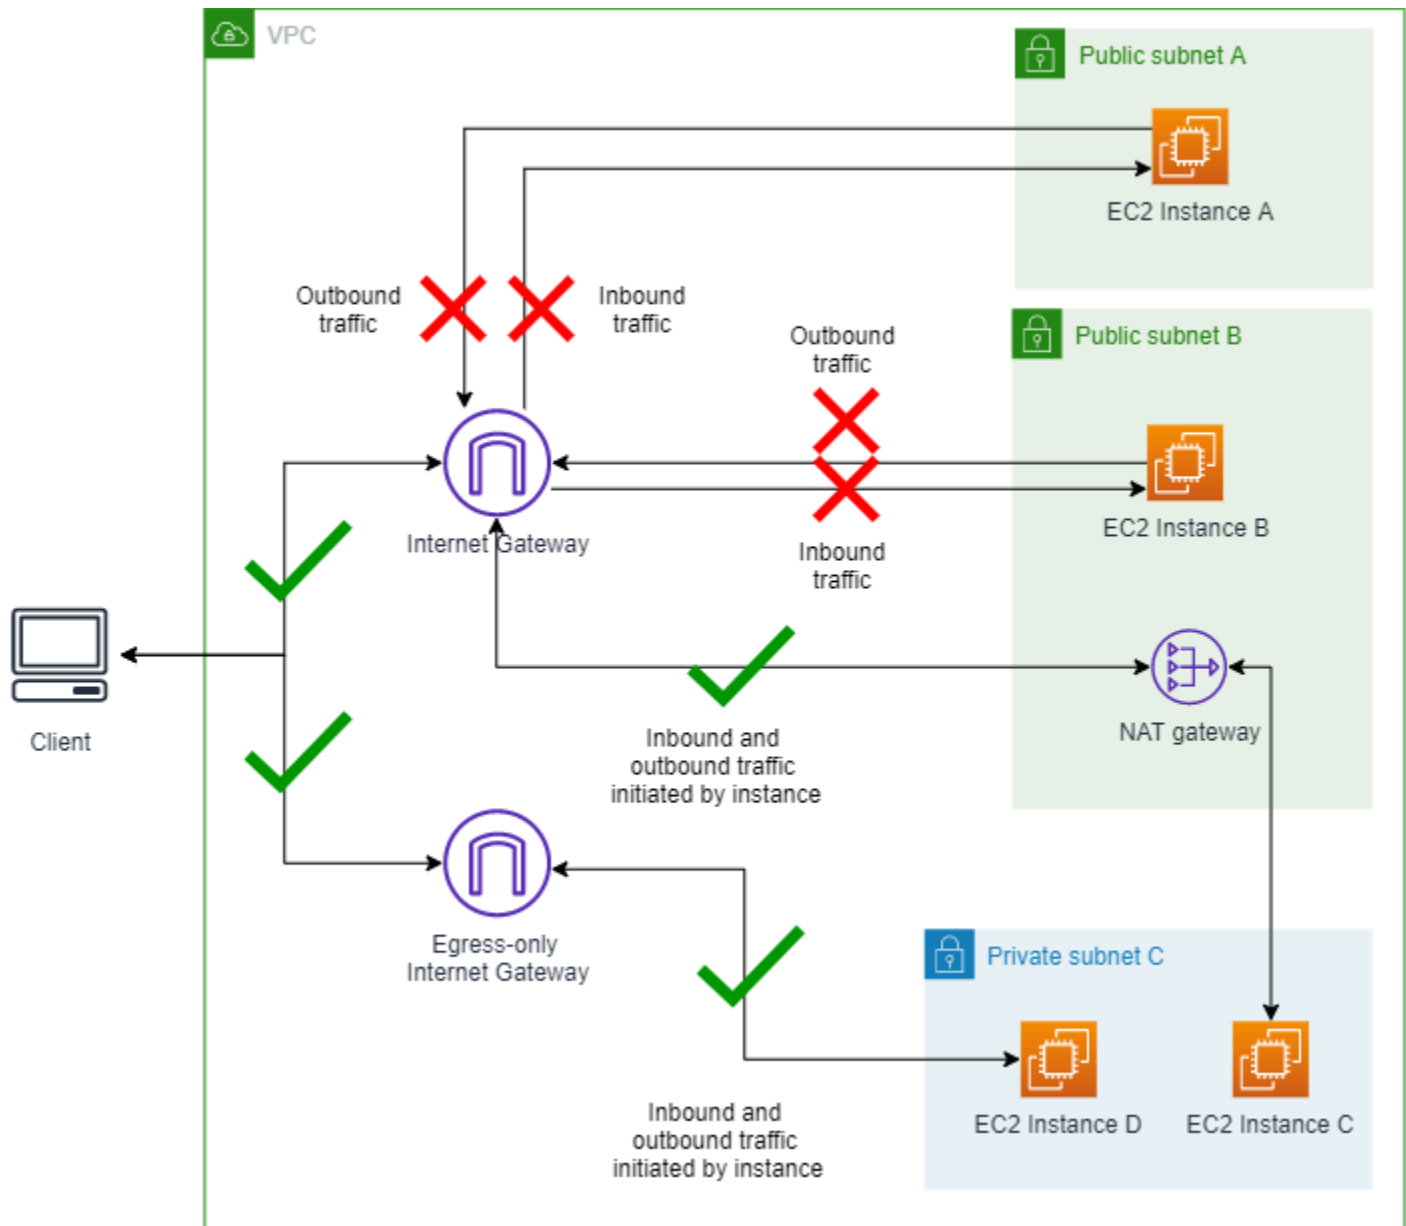 VPC
Public subnet A
EC2 Instance A
Outbound
traffic
Inbound
traffic
Public subnet B
Outbound
traffic
EC2 Instance B
Internet Gateway
Inbound
traffic
Client
NAT gateway
Inbound and
outbound traffic
initiated by instance
Egress-only
Internet Gateway
Private subnet C
EC2 Instance D
EC2 Instance C
Inbound and
outbound traffic
initiated by instance